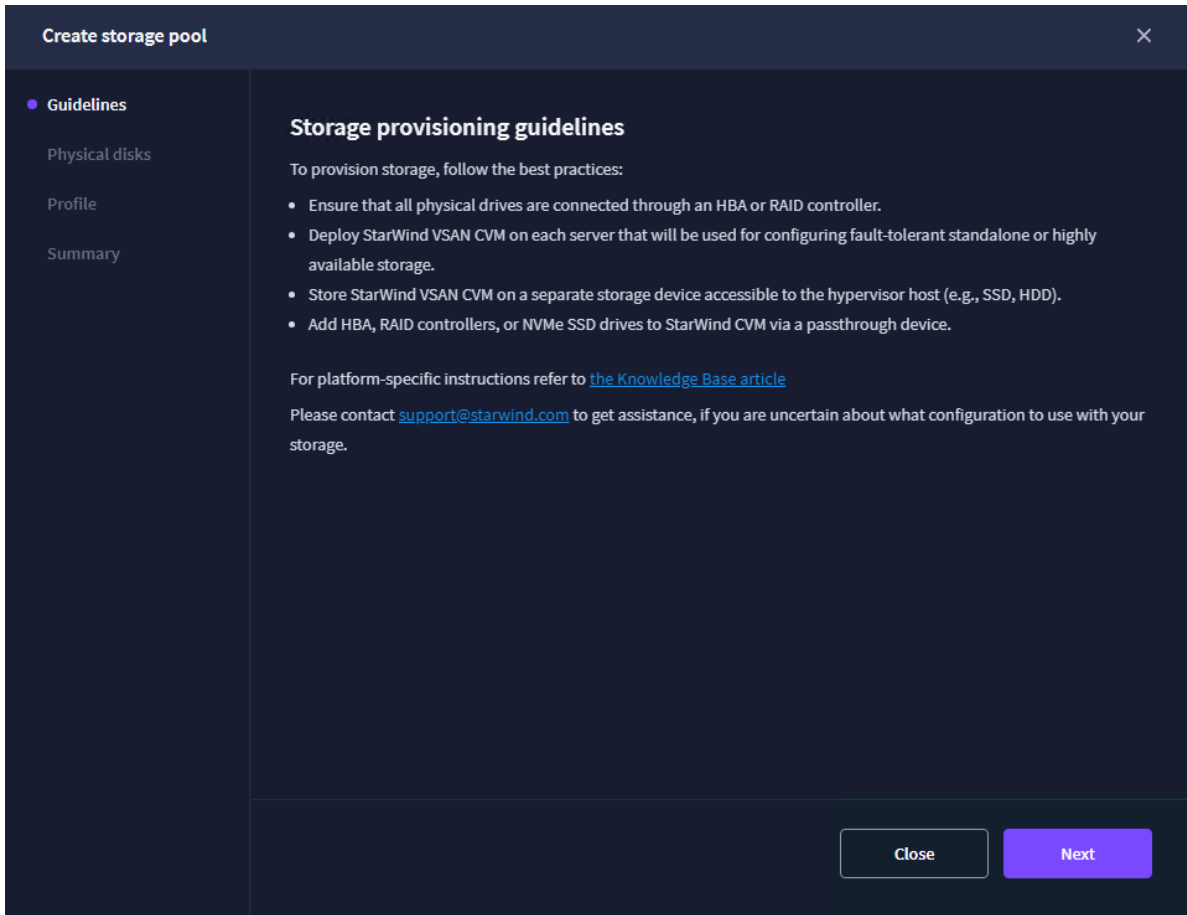 Create storage pool
Guidelines
Physical disks
Profile
Summary
Storage provisioning guidelines
To provision storage, follow the best practices:
• Ensure that all physical drives are connected through an HBA or RAID controller.
• Deploy StarWind VSAN CVM on each server that will be used for configuring fault-tolerant standalone or highly
available storage.
• Store StarWind VSAN CVM on a separate storage device accessible to the hypervisor host (e.g., SSD, HDD).
• Add HBA, RAID controllers, or NVMe SSD drives to StarWind CVM via a passthrough device.
For platform-specific instructions refer to the Knowledge Base article
Please contact support@starwind.com to get assistance, if you are uncertain about what configuration to use with your
storage.
Close
Next